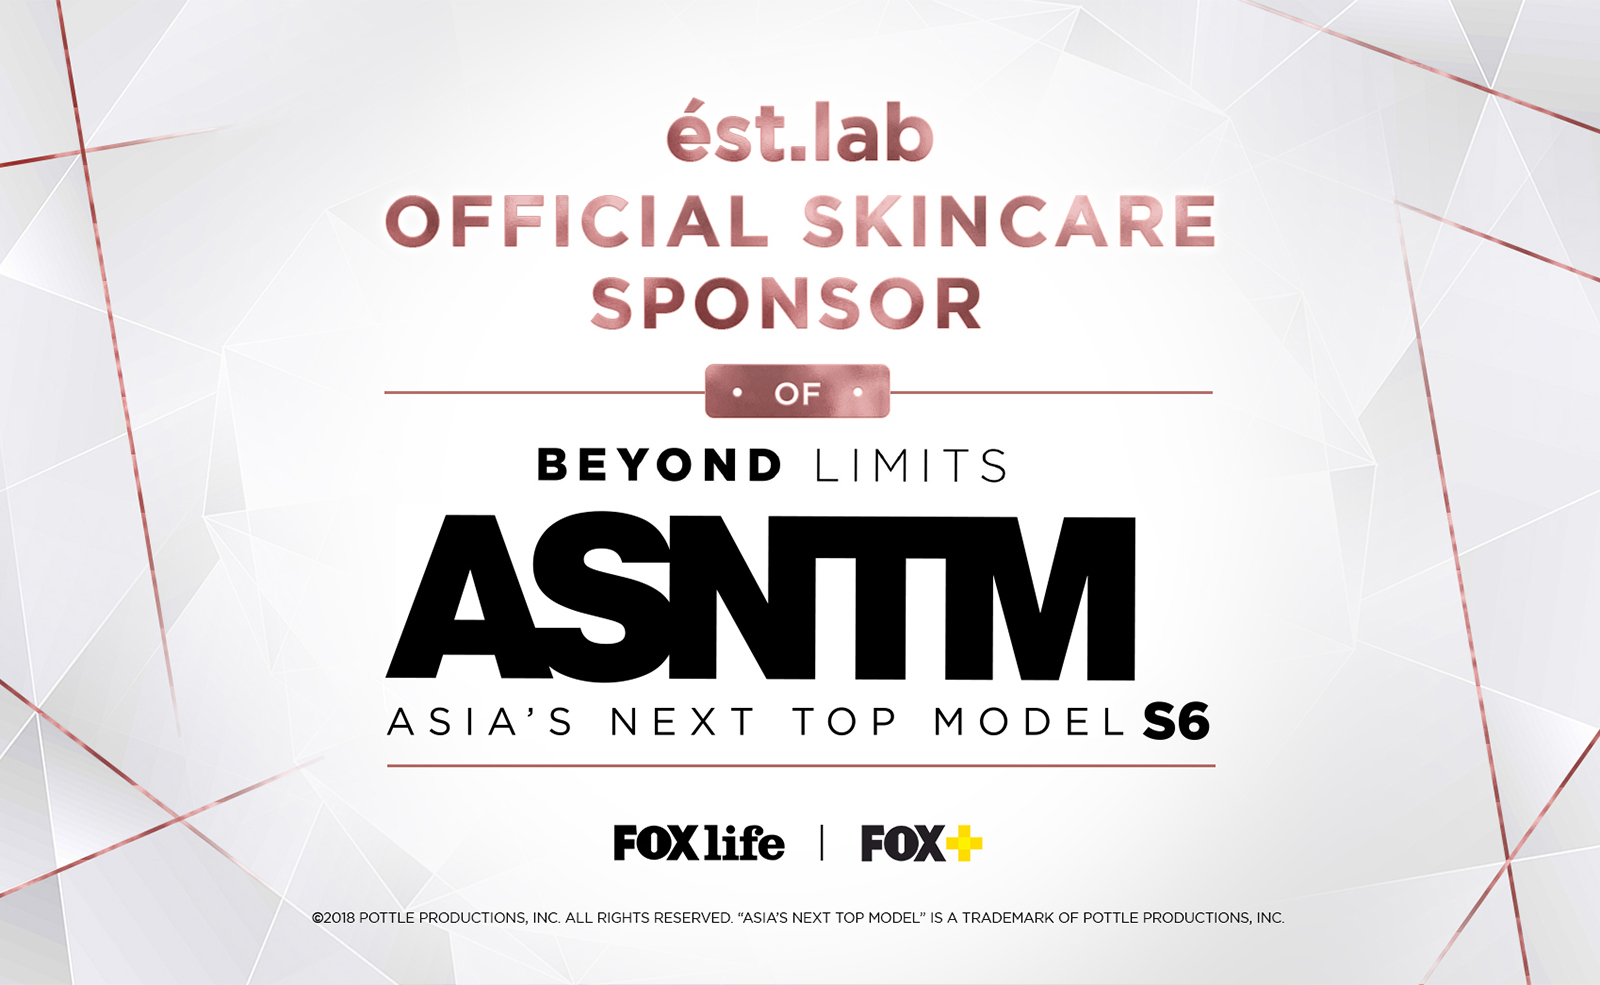 ést.lab
OFFICIAL SKINCARE
SPONSOR
• OF •
BEYOND LIMITS
ASNTM
ASIA'S NEXT TOP MODEL S6
FOXlife | FOX+
©2018 POTTLE PRODUCTIONS, INC. ALL RIGHTS RESERVED. “ASIA’S NEXT TOP MODEL” IS A TRADEMARK OF POTTLE PRODUCTIONS, INC.